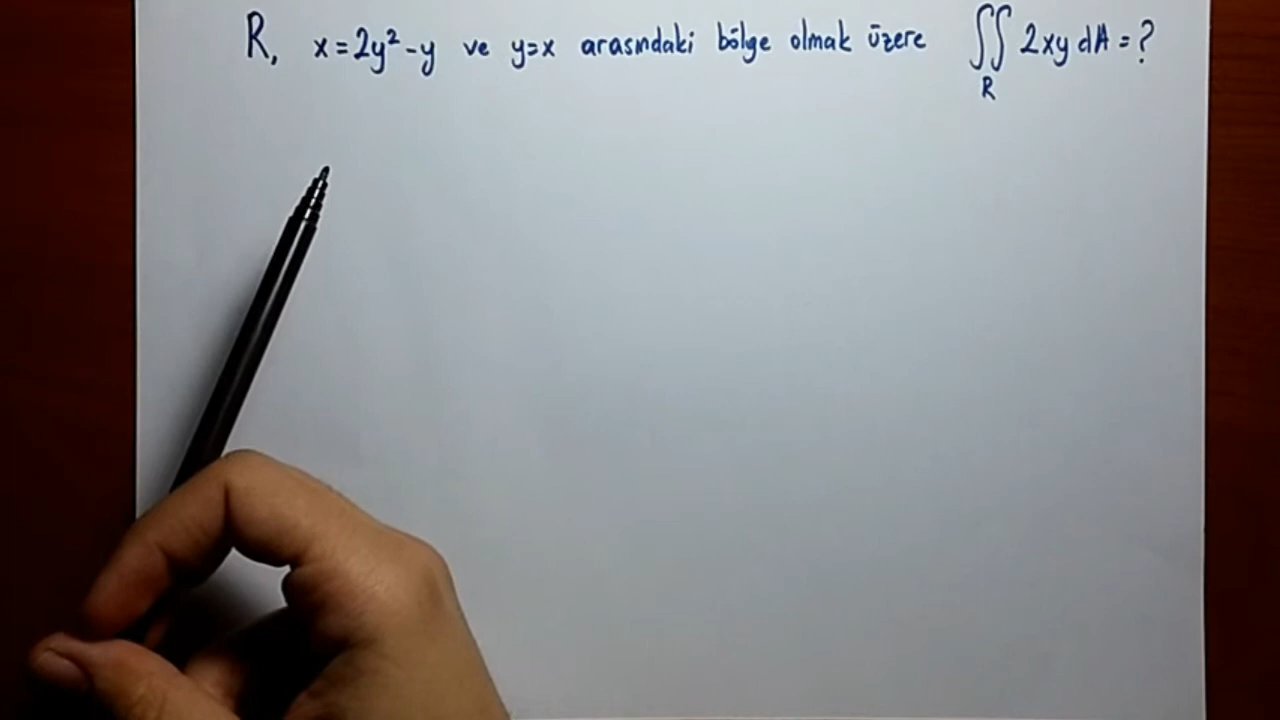 R, x=2y²-y ve y=x arasındaki bölge olmak üzere ∬ 2xy dA = ?
R